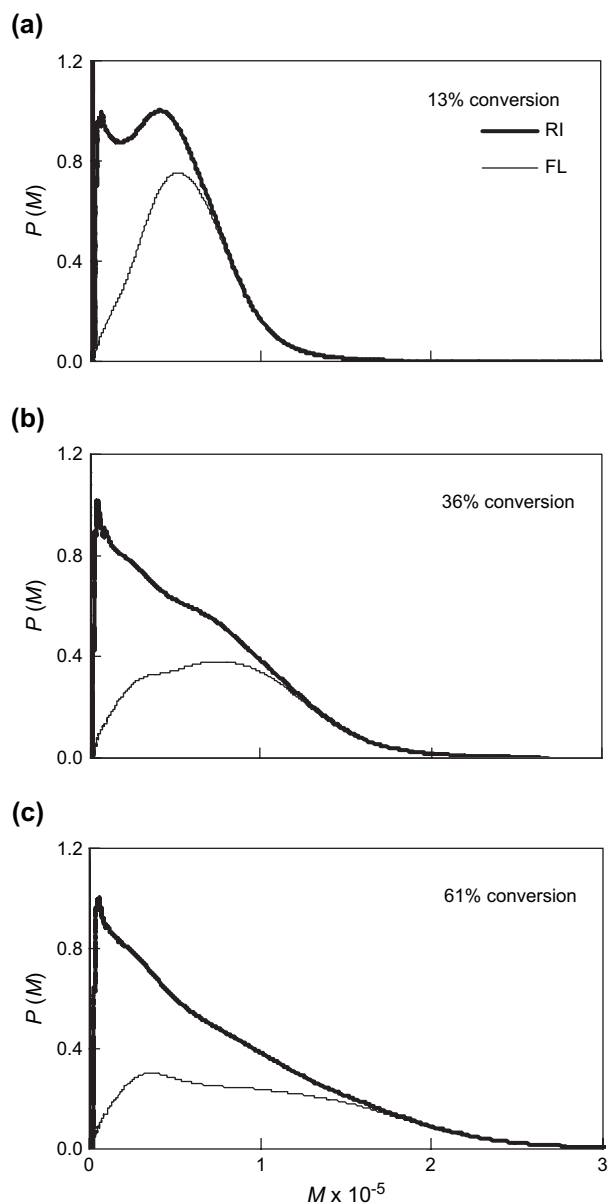 (a)
1.2
13% conversion
RI
FL
0.8
P (M)
0.4
0.0
(b)
1.2
36% conversion
0.8
P (M)
0.4
0.0
(c)
1.2
61% conversion
0.8
P (M)
0.4
0.0
0 1 2 3
M x 10-5